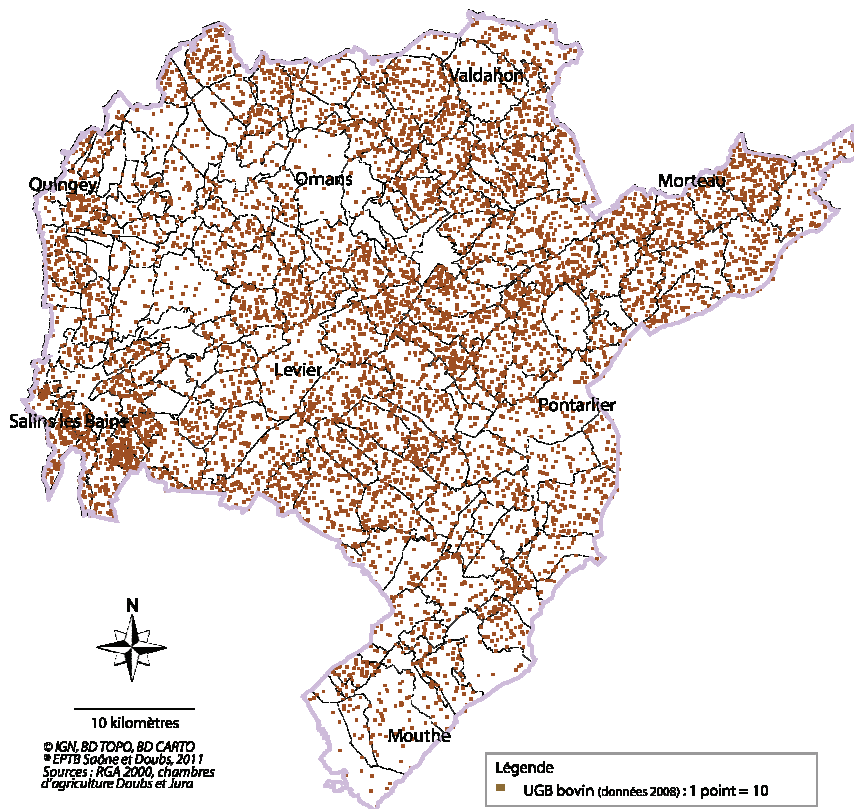 Valdahon
Quingey
Ornans
Morteau
Levier
Pontarlier
Salins les Bains
N
10 kilomètres
Mouthe
© IGN, BD TOPO, BD CARTO
® EPTB Saône et Doubs, 2011
Sources : RGA 2000, chambres
d'agriculture Doubs et Jura
Légende
UGB bovin (données 2008) : 1 point = 10